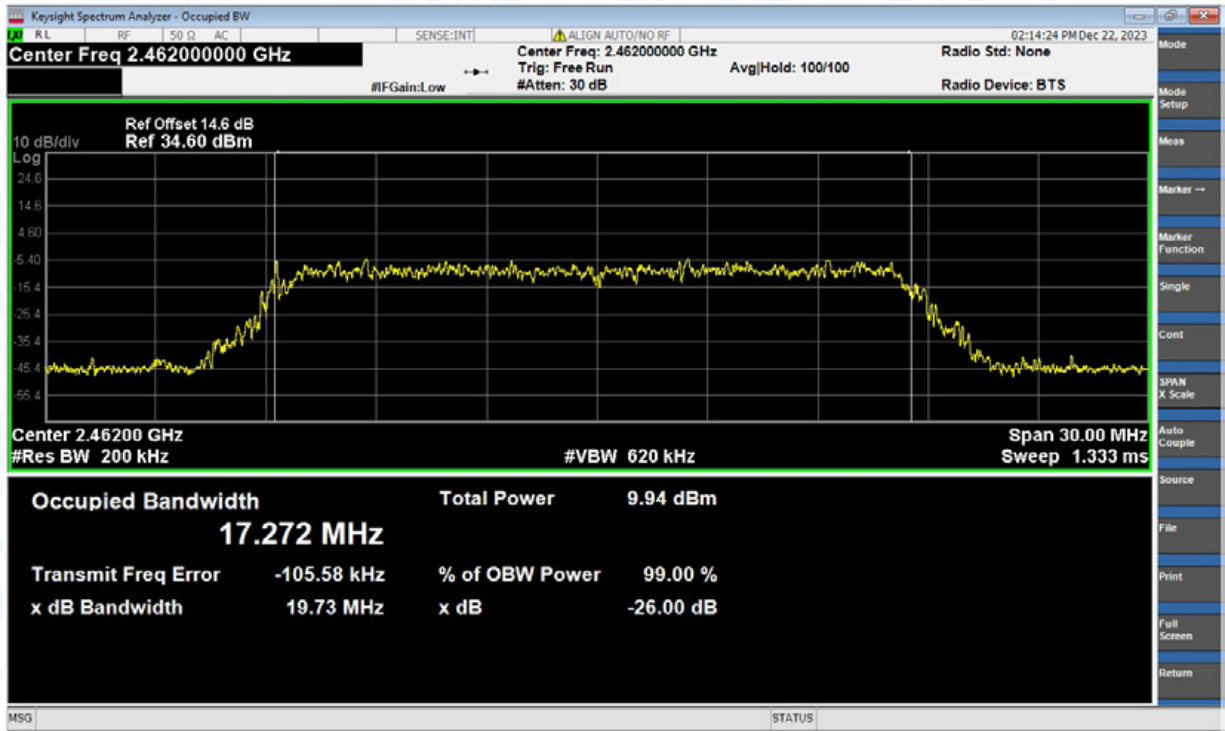 Keysight Spectrum Analyzer - Occupied BW
LXI RL RF 50 Ω AC SENSE:INT ALIGN AUTO/NO RF 02:14:24 PM Dec 22, 2023
Center Freq 2.462000000 GHz
Center Freq: 2.462000000 GHz
Radio Std: None
Trig: Free Run
Avg|Hold: 100/100
#IFGain:Low
#Atten: 30 dB
Radio Device: BTS
Ref Offset 14.6 dB
10 dB/div Ref 34.60 dBm
Log
24.6
14.6
4.60
-5.40
-15.4
-25.4
-35.4
-45.4
-55.4
Center 2.46200 GHz
Span 30.00 MHz
#Res BW 200 kHz
#VBW 620 kHz
Sweep 1.333 ms
Occupied Bandwidth
Total Power 9.94 dBm
17.272 MHz
Transmit Freq Error -105.58 kHz
% of OBW Power 99.00 %
x dB Bandwidth 19.73 MHz
x dB -26.00 dB
MSG
STATUS
Mode
Mode
Setup
Meas
Marker →
Marker
Function
Single
Cont
SPAN
X Scale
Auto
Couple
Source
File
Print
Full
Screen
Return